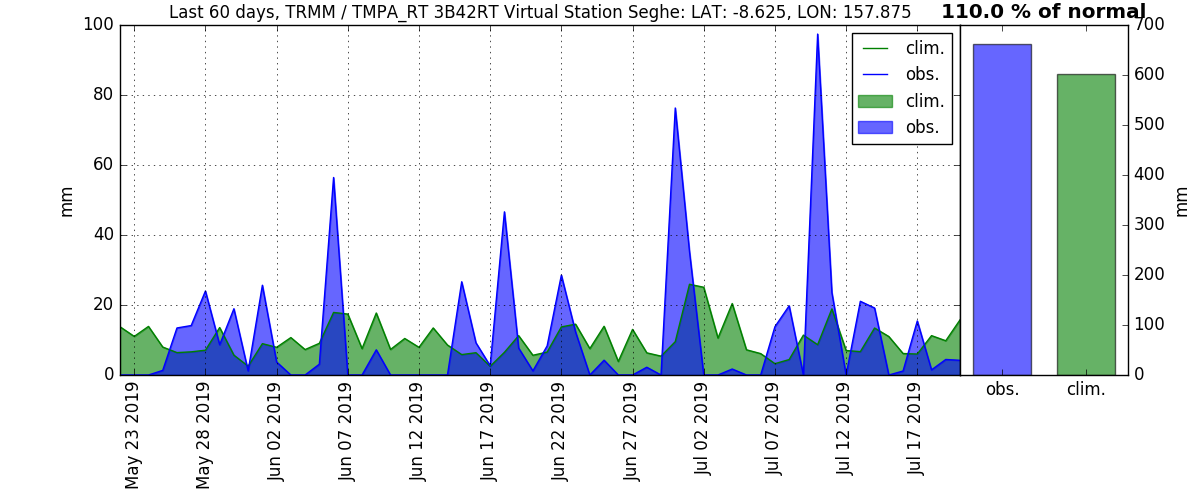 Last 60 days, TRMM / TMPA_RT 3B42RT Virtual Station Seghe: LAT: -8.625, LON: 157.875
110.0 % of normal
100
80
60
40
20
0
mm
clim.
obs.
clim.
obs.
700
600
500
400
300
200
100
0
mm
obs.
clim.
May 23 2019
May 28 2019
Jun 02 2019
Jun 07 2019
Jun 12 2019
Jun 17 2019
Jun 22 2019
Jun 27 2019
Jul 02 2019
Jul 07 2019
Jul 12 2019
Jul 17 2019